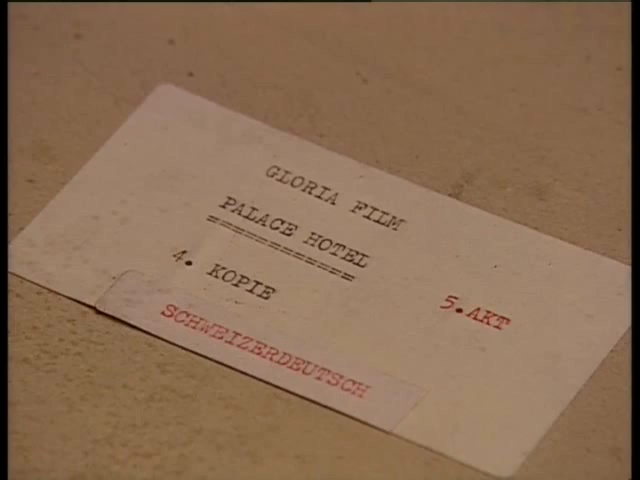 GLORIA FILM
PALACE HOTEL
============
4. KOPIE
5.AKT
SCHWEIZERDEUTSCH